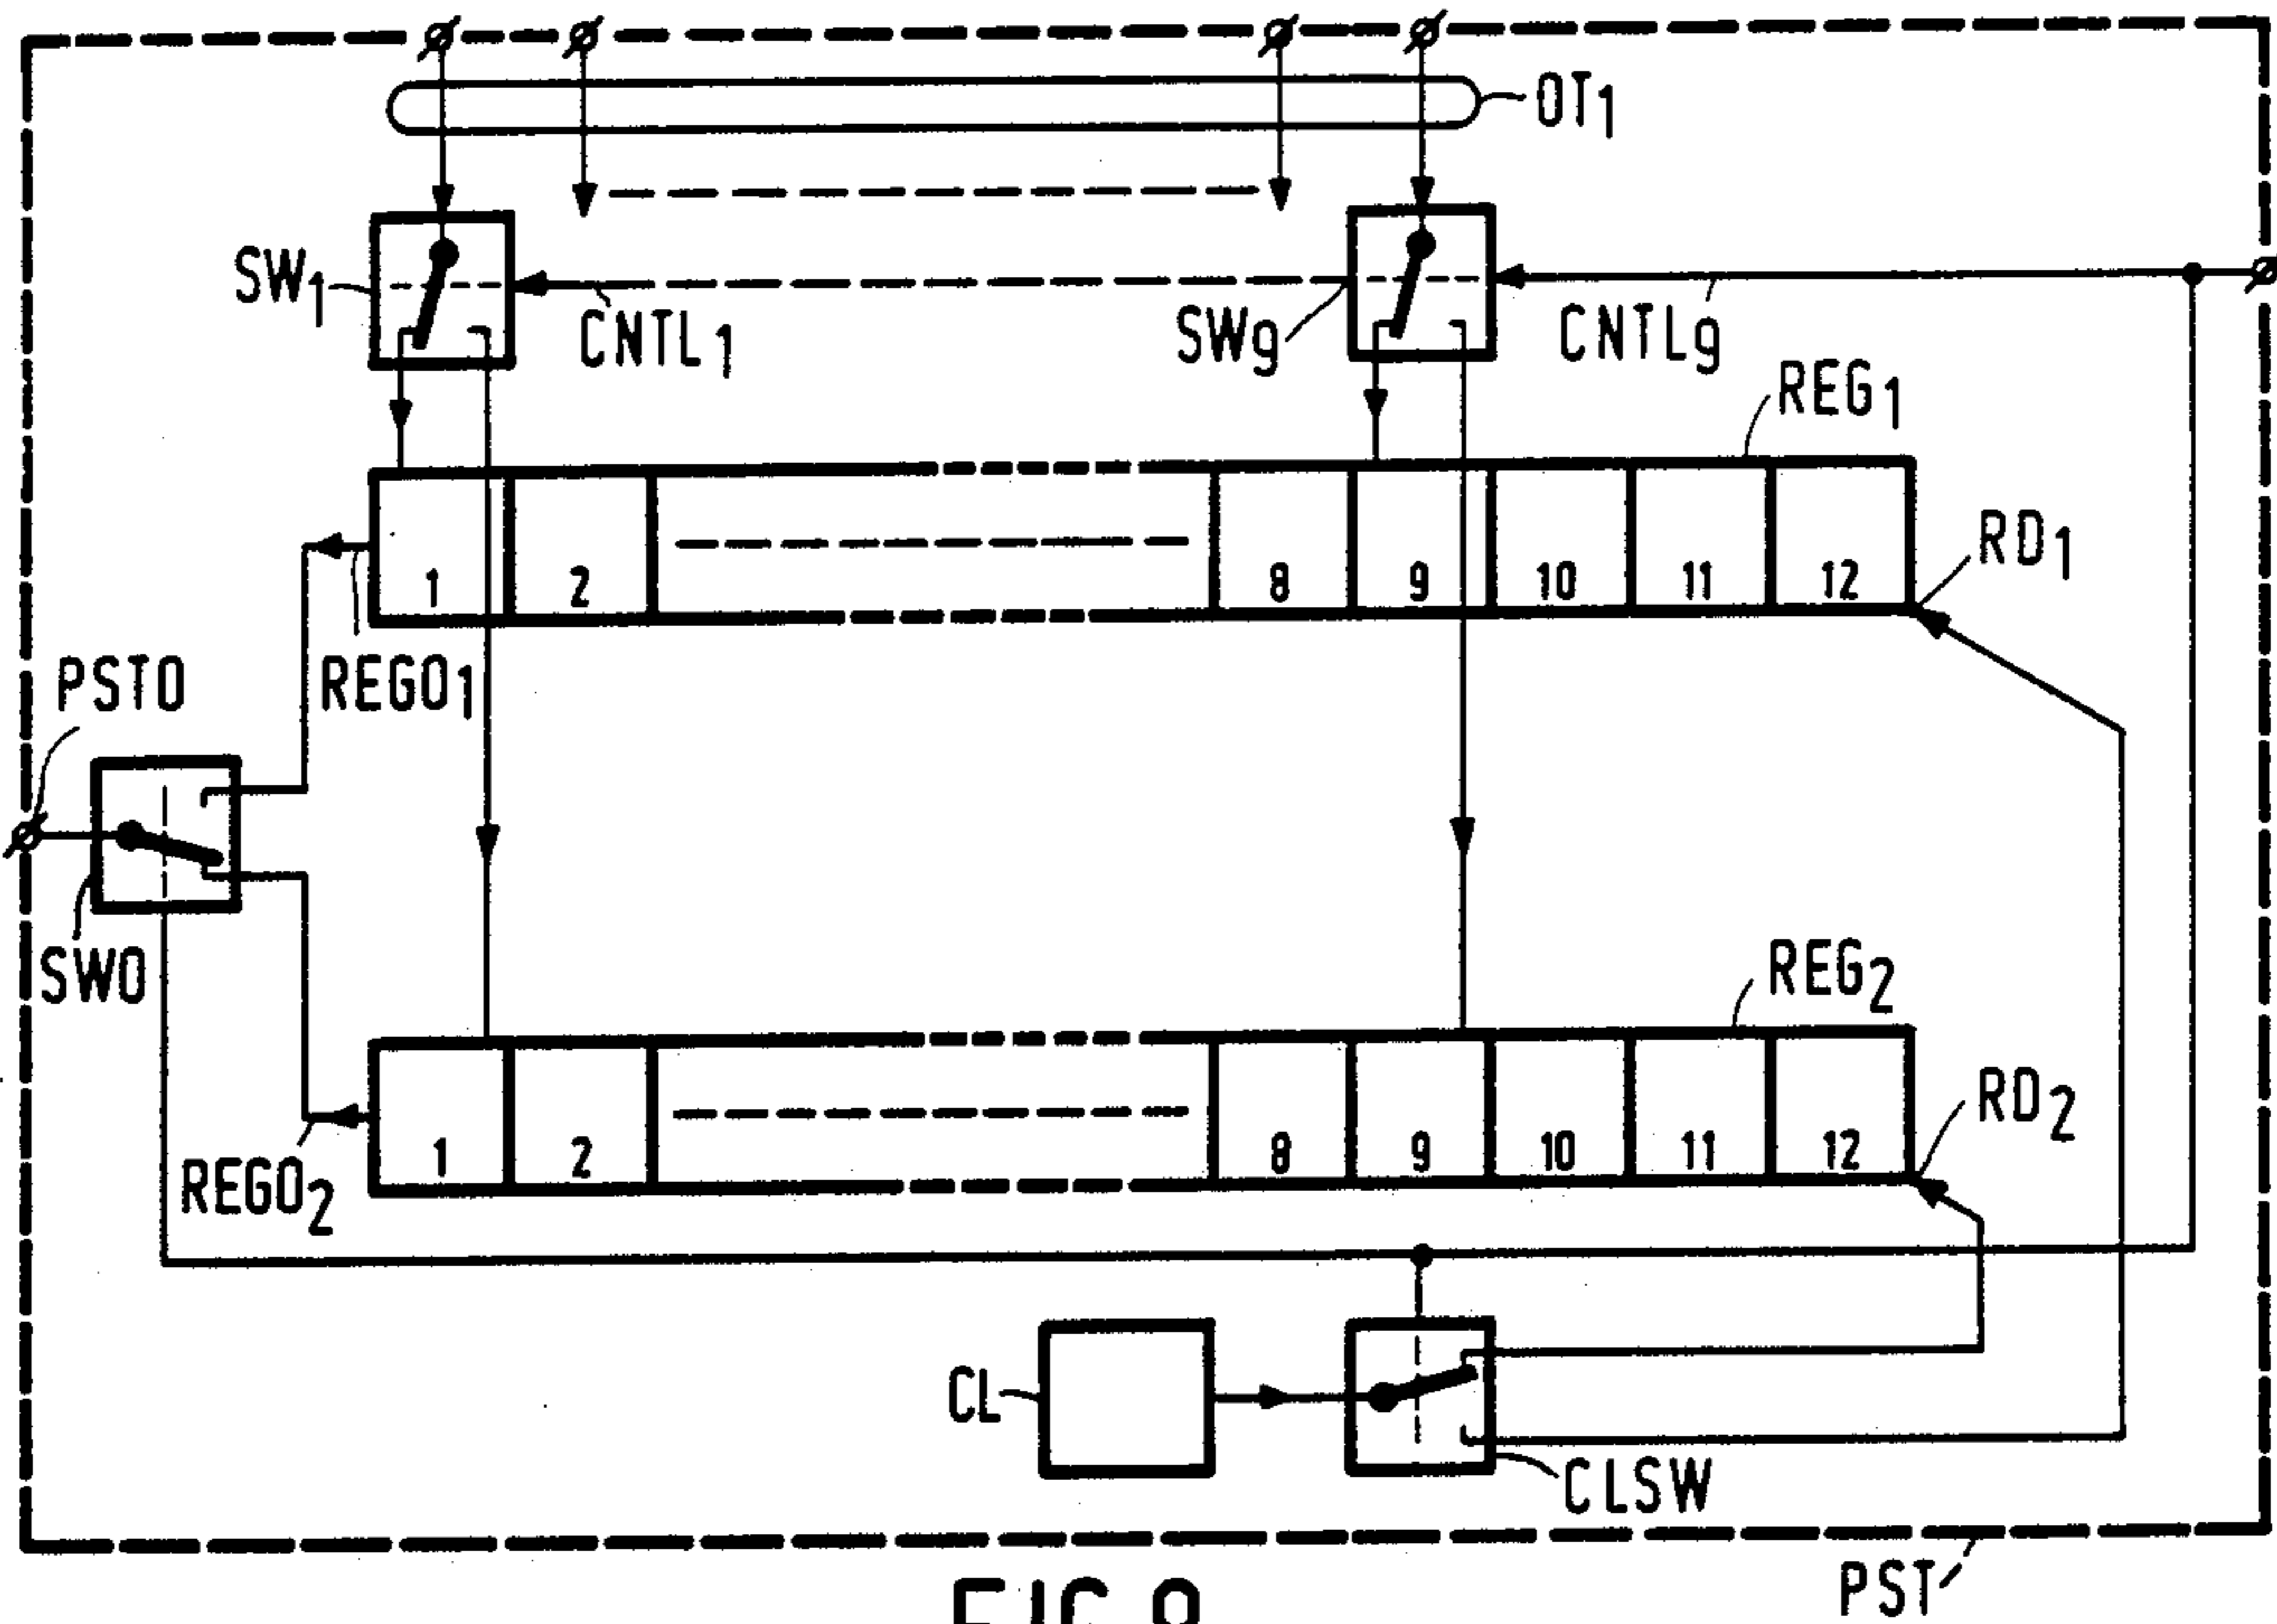 OT1
SW1
CNTL1
SW9
CNTL9
REG1
1 2 8 9 10 11 12
RD1
REGO1
PSTO
SWO
REG2
1 2 8 9 10 11 12
RD2
REGO2
CL
CLSW
PST
FIG